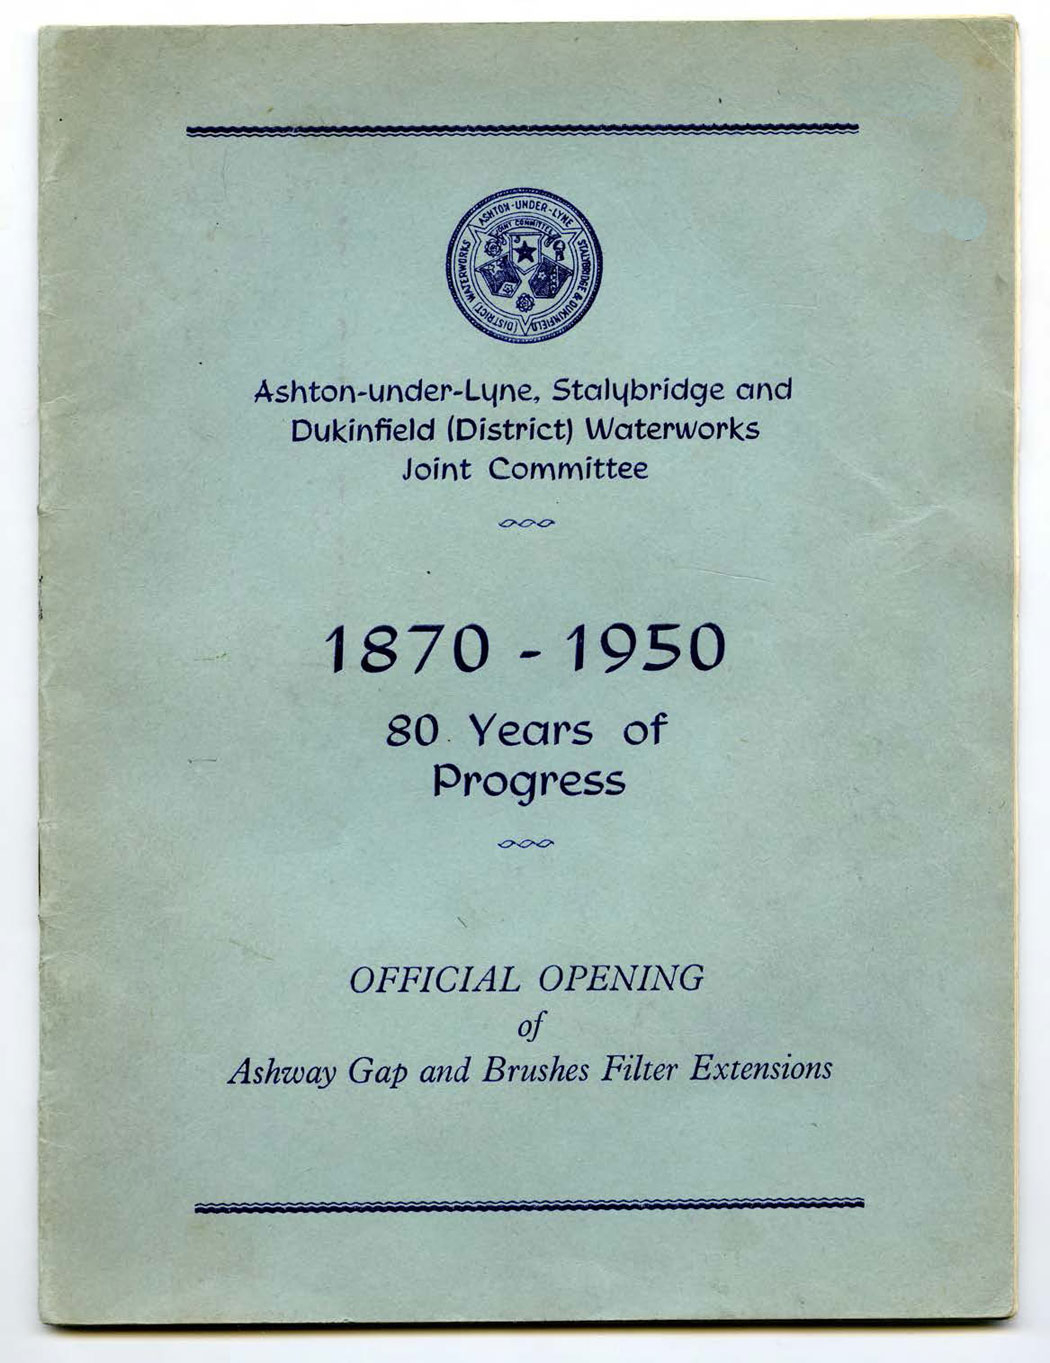 ASHTON-UNDER-LYNE
STALYBRIDGE & DUKINFIELD
(DISTRICT) WATERWORKS
JOINT COMMITTEE
Ashton-under-Lyne, Stalybridge and
Dukinfield (District) Waterworks
Joint Committee
1870 - 1950
80 Years of
Progress
OFFICIAL OPENING
of
Ashway Gap and Brushes Filter Extensions